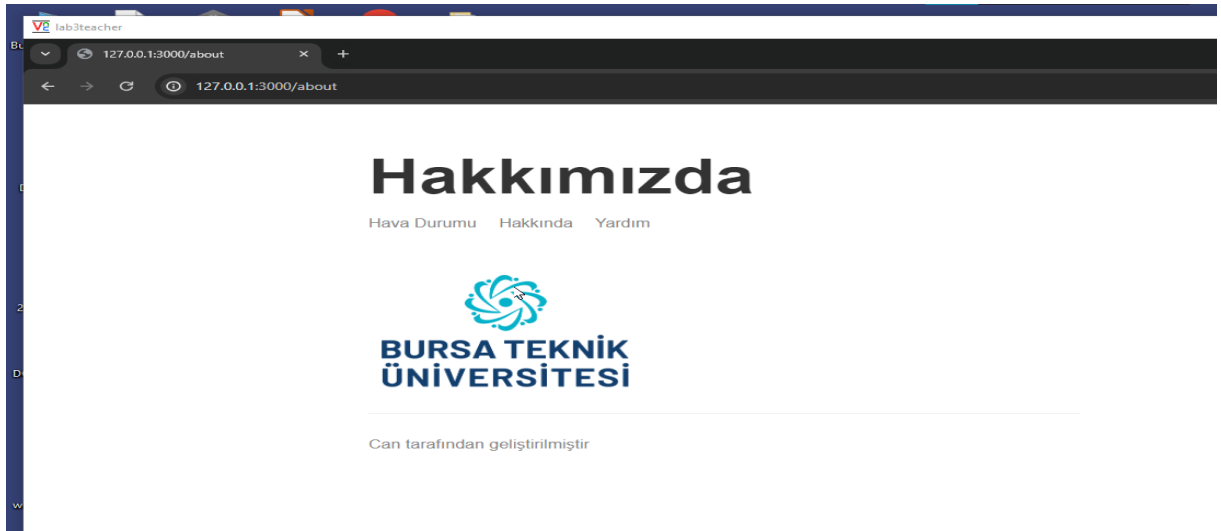 lab3teacher
127.0.0.1:3000/about
127.0.0.1:3000/about
Hakkımızda
Hava Durumu Hakkında Yardım
BURSA TEKNİK
ÜNİVERSİTESİ
Can tarafından geliştirilmiştir